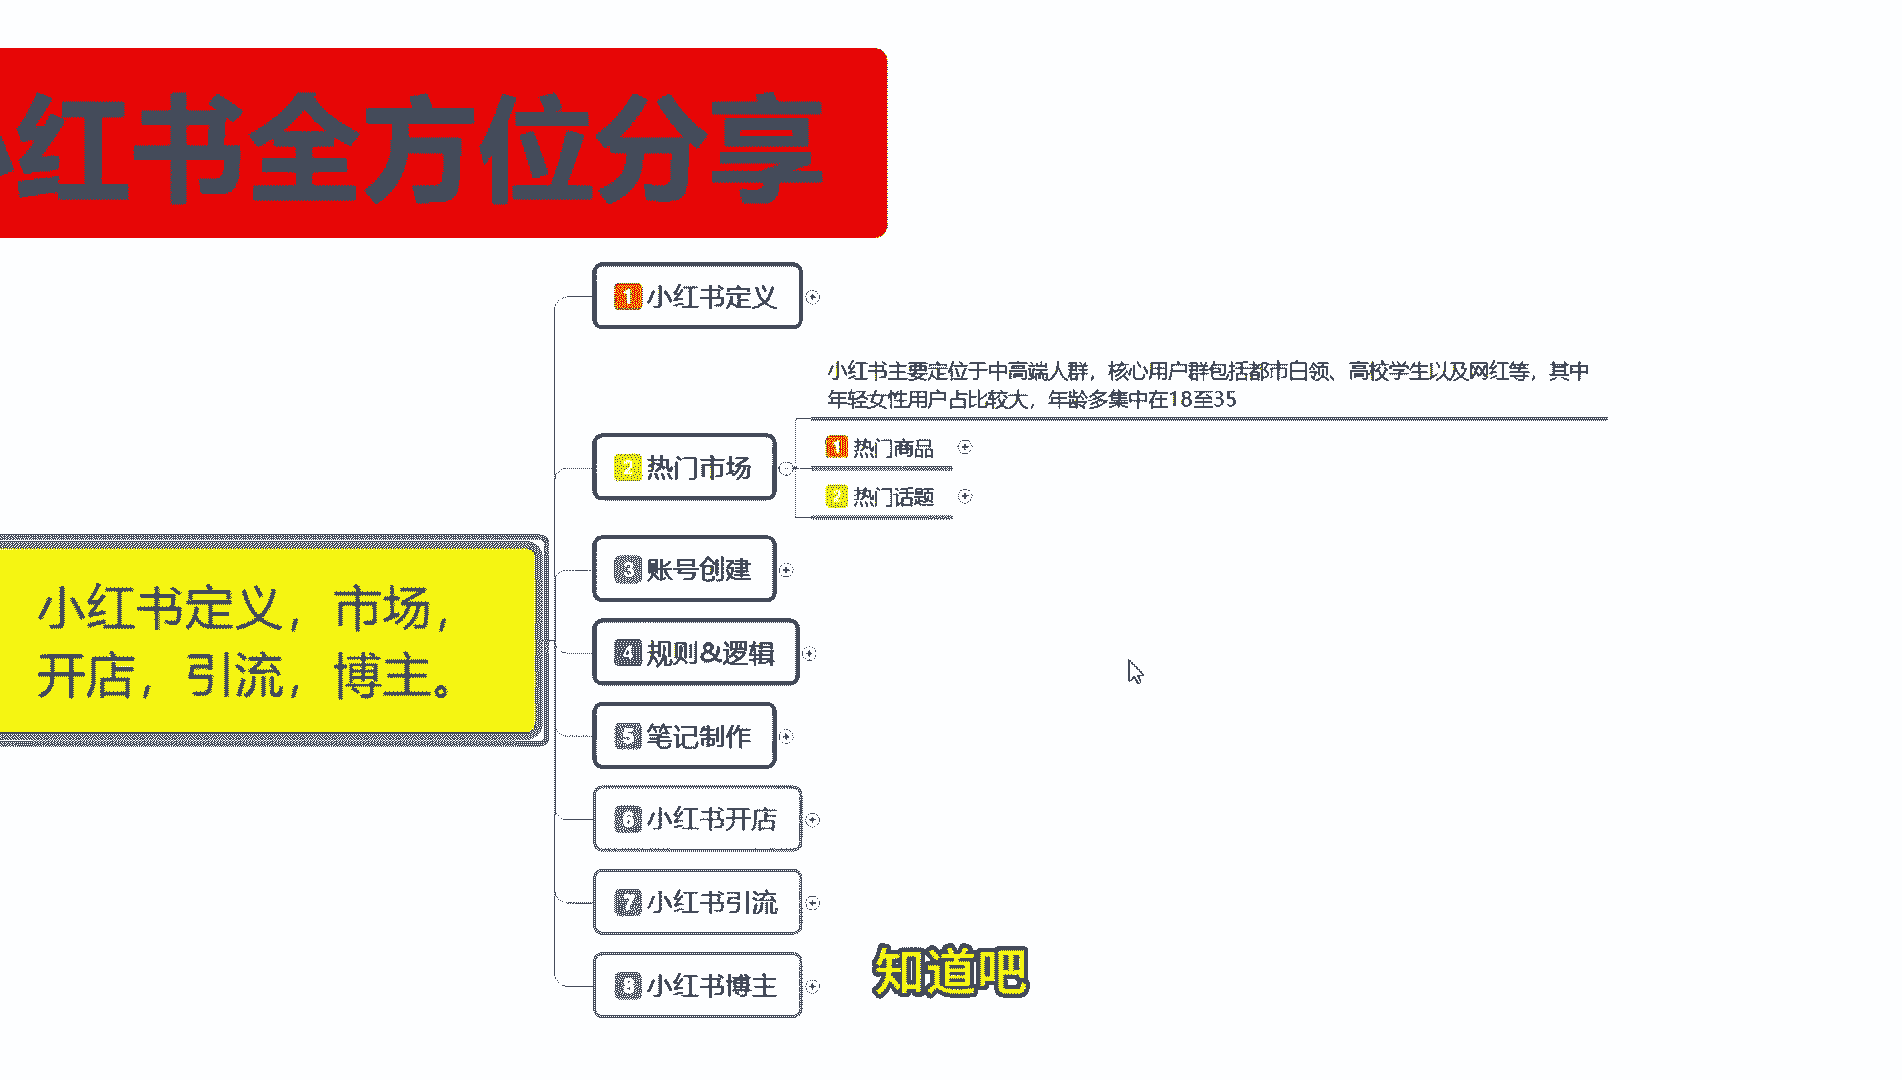 小红书全方位分享
1 小红书定义
小红书主要定位于中高端人群，核心用户群包括都市白领、高校学生以及网红等，其中
年轻女性用户占比较大，年龄多集中在18至35
2 热门市场
1 热门商品
2 热门话题
3 账号创建
小红书定义，市场，
开店，引流，博主。
4 规则&逻辑
5 笔记制作
6 小红书开店
7 小红书引流
8 小红书博主
知道吧